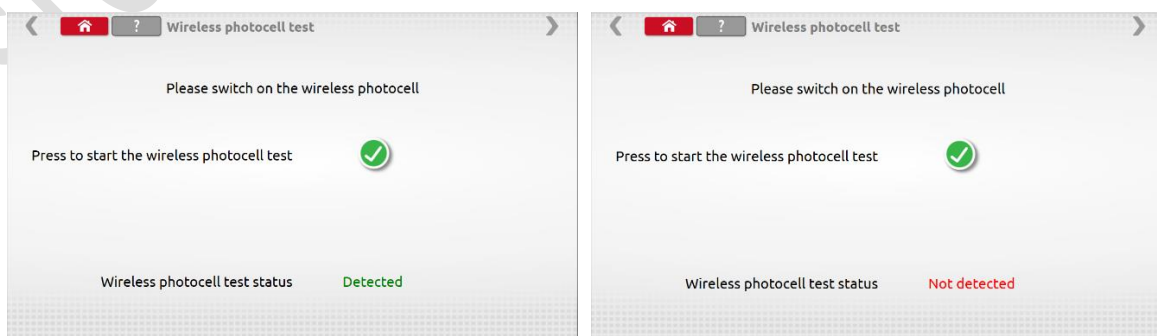 ? Wireless photocell test
Please switch on the wireless photocell
Press to start the wireless photocell test
Wireless photocell test status Detected
? Wireless photocell test
Please switch on the wireless photocell
Press to start the wireless photocell test
Wireless photocell test status Not detected